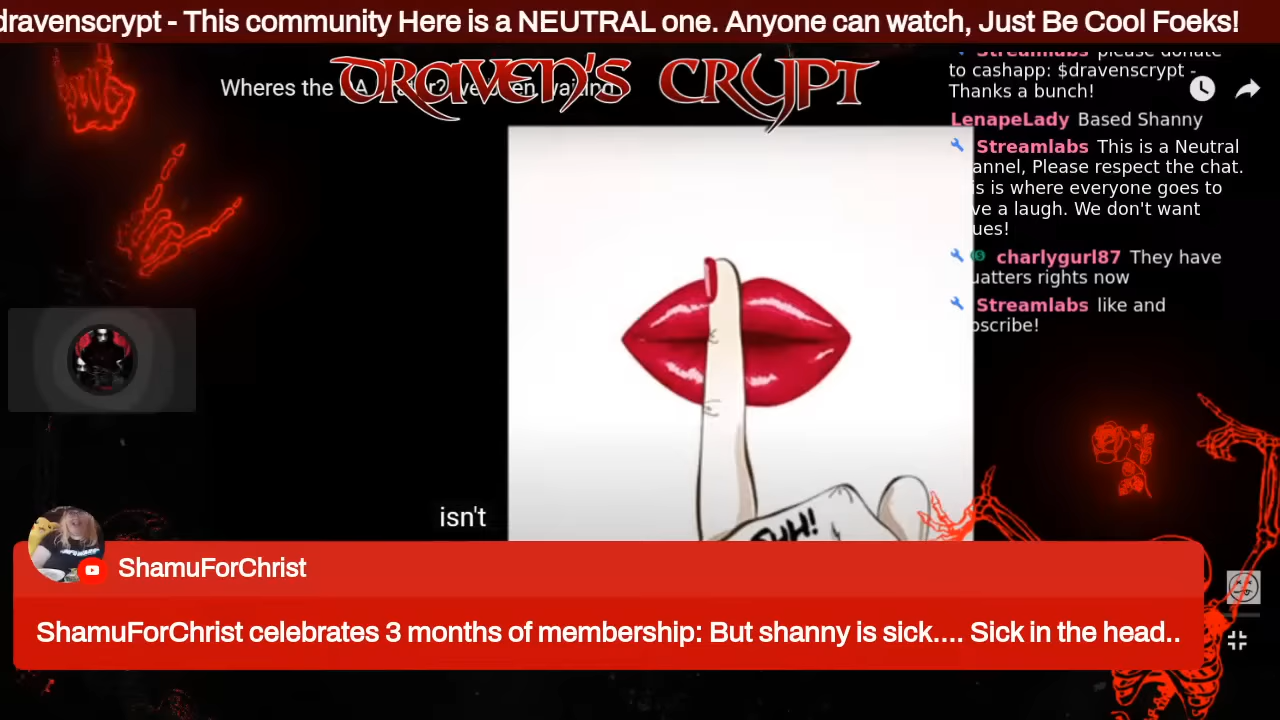 dravenscrypt - This community Here is a NEUTRAL one. Anyone can watch, Just Be Cool Foeks!
Wheres the
DRAVEN'S CRYPT
Streamlabs please donate
to cashapp: $dravenscrypt -
Thanks a bunch!
LenapeLady Based Shanny
Streamlabs This is a Neutral
annel, Please respect the chat.
is is where everyone goes to
ve a laugh. We don't want
ues!
charlygurl87 They have
uatters rights now
Streamlabs like and
oscribe!
isn't
SHH!
ShamuForChrist
ShamuForChrist celebrates 3 months of membership: But shanny is sick.... Sick in the head..